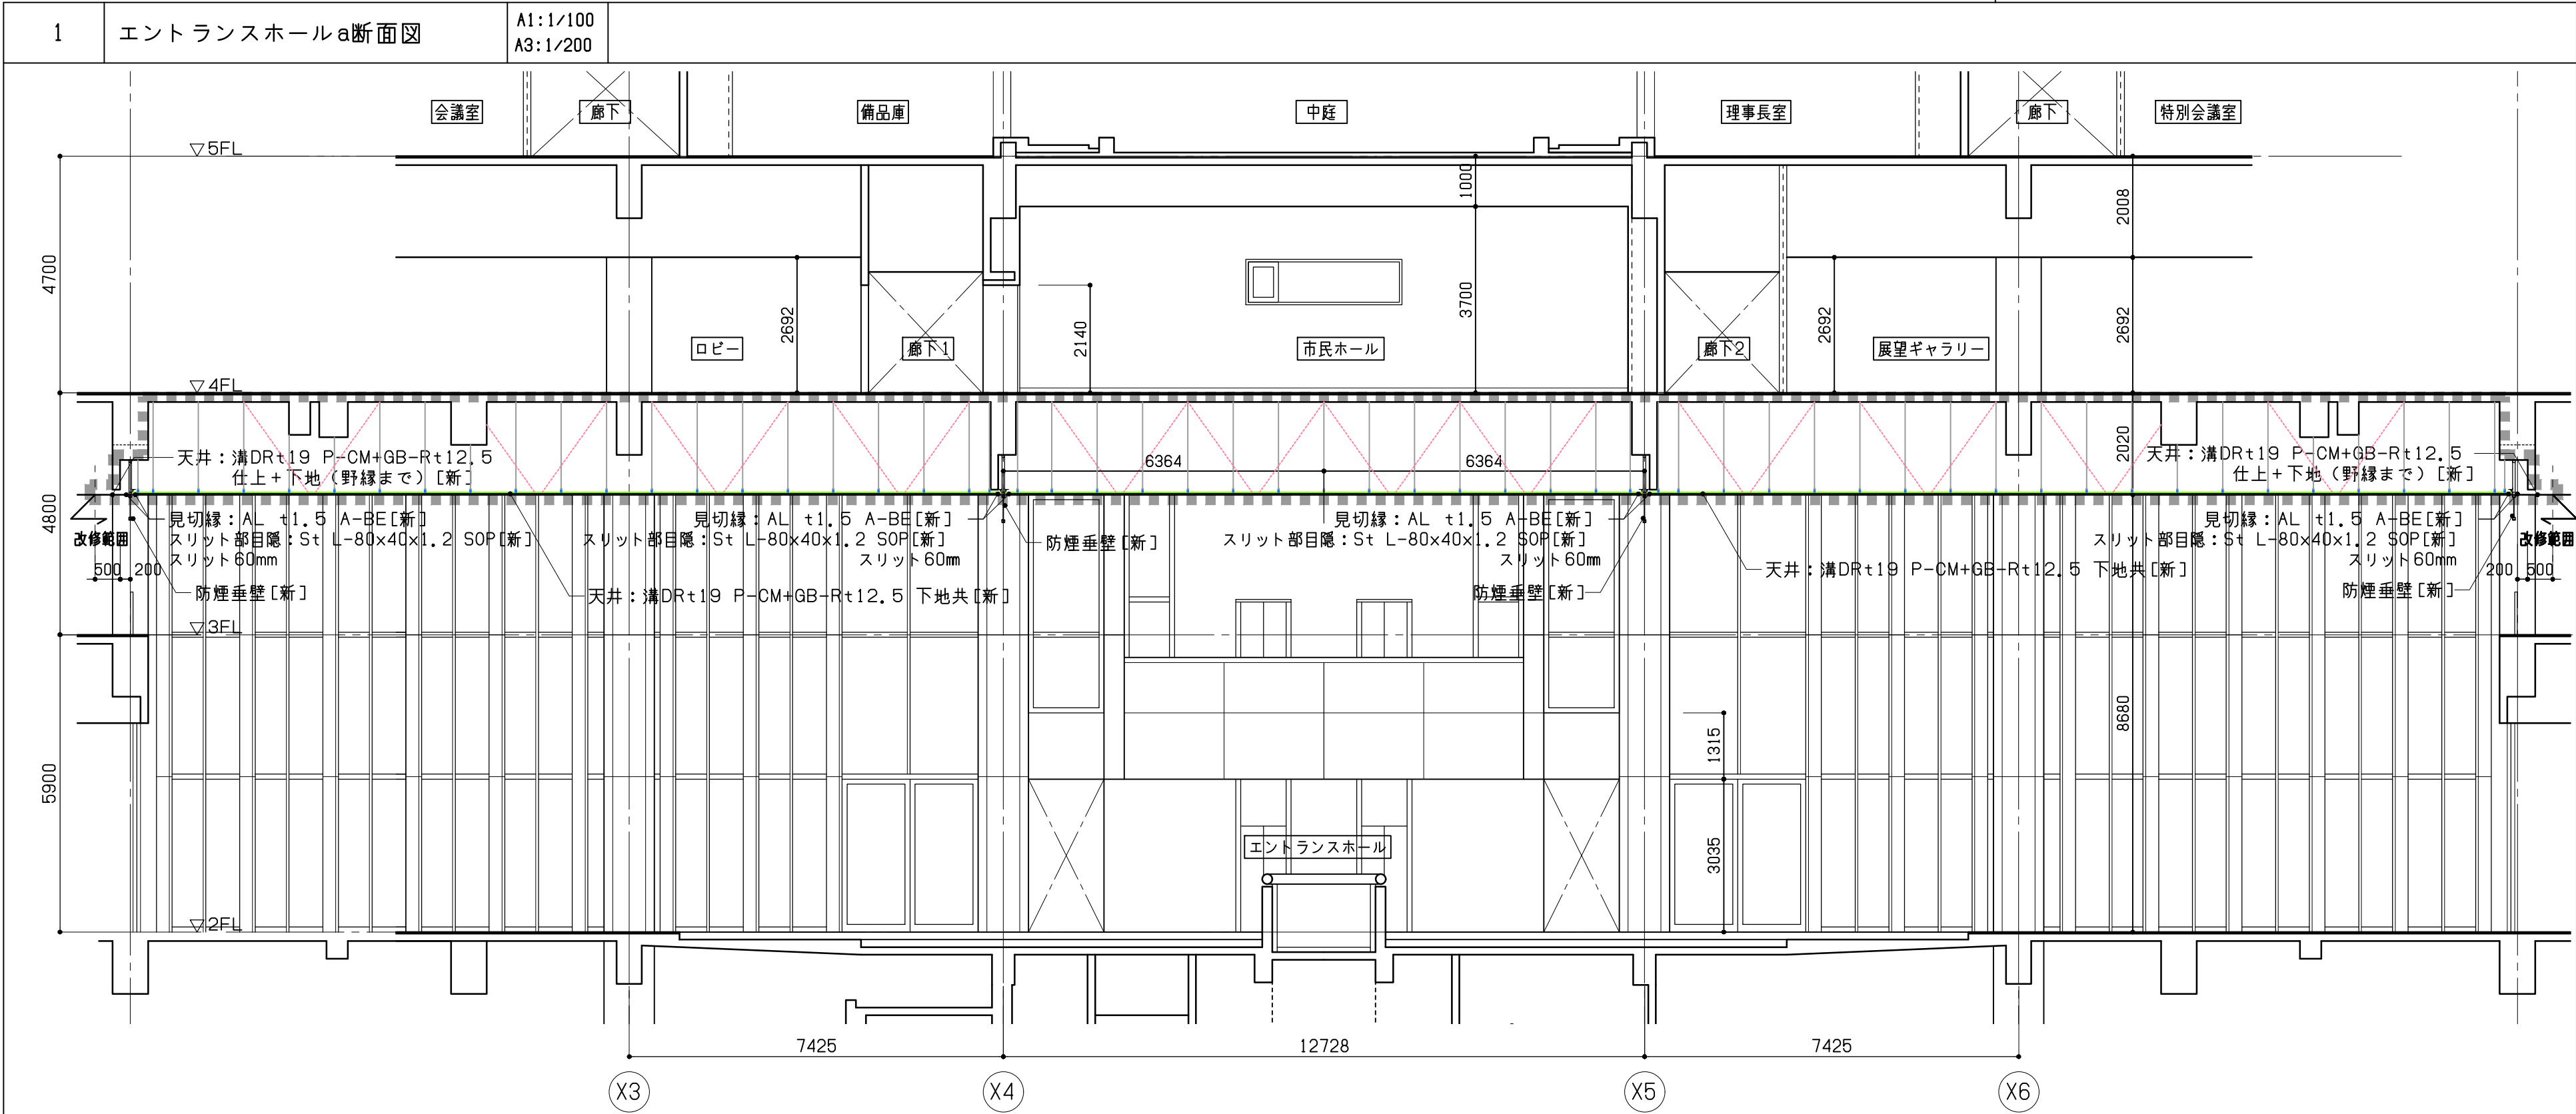 1
エントランスホールa断面図
A1:1/100
A3:1/200
会議室
廊下
備品庫
中庭
理事長室
廊下
特別会議室
▽5FL
1000
2008
4700
2692
2140
3700
2692
2692
ロビー
廊下1
市民ホール
廊下2
展望ギャラリー
▽4FL
天井：溝DRt19 P-CM+GB-Rt12.5
仕上＋下地（野縁まで）[新]
6364
6364
2020
天井：溝DRt19 P-CM+GB-Rt12.5
仕上＋下地（野縁まで）[新]
4800
改修範囲
500
200
見切縁：AL t1.5 A-BE[新]
スリット部目隠：St L-80x40x1.2 SOP[新]
スリット60mm
防煙垂壁[新]
見切縁：AL t1.5 A-BE[新]
スリット部目隠：St L-80x40x1.2 SOP[新]
スリット60mm
防煙垂壁[新]
天井：溝DRt19 P-CM+GB-Rt12.5 下地共[新]
見切縁：AL t1.5 A-BE[新]
スリット部目隠：St L-80x40x1.2 SOP[新]
スリット60mm
防煙垂壁[新]
天井：溝DRt19 P-CM+GB-Rt12.5 下地共[新]
見切縁：AL t1.5 A-BE[新]
スリット部目隠：St L-80x40x1.2 SOP[新]
スリット60mm
防煙垂壁[新]
改修範囲
200
500
▽3FL
8680
1315
5900
3035
エントランスホール
▽2FL
7425
12728
7425
X3
X4
X5
X6